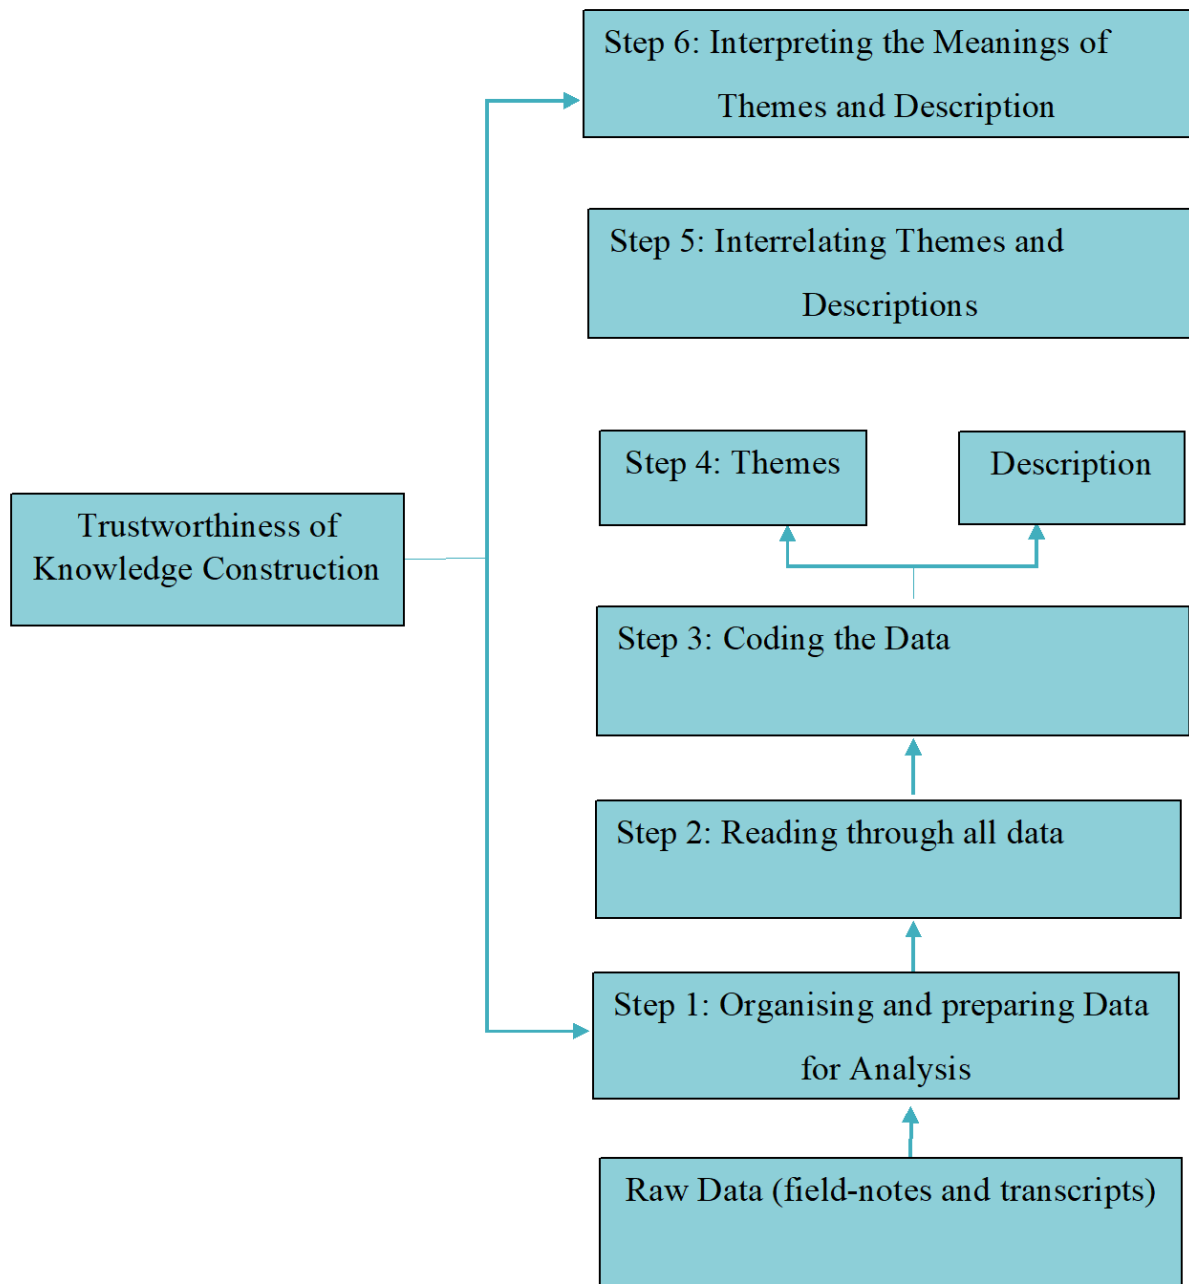 Step 6: Interpreting the Meanings of
Themes and Description
Step 5: Interrelating Themes and
Descriptions
Step 4: Themes
Description
Trustworthiness of
Knowledge Construction
Step 3: Coding the Data
Step 2: Reading through all data
Step 1: Organising and preparing Data
for Analysis
Raw Data (field-notes and transcripts)